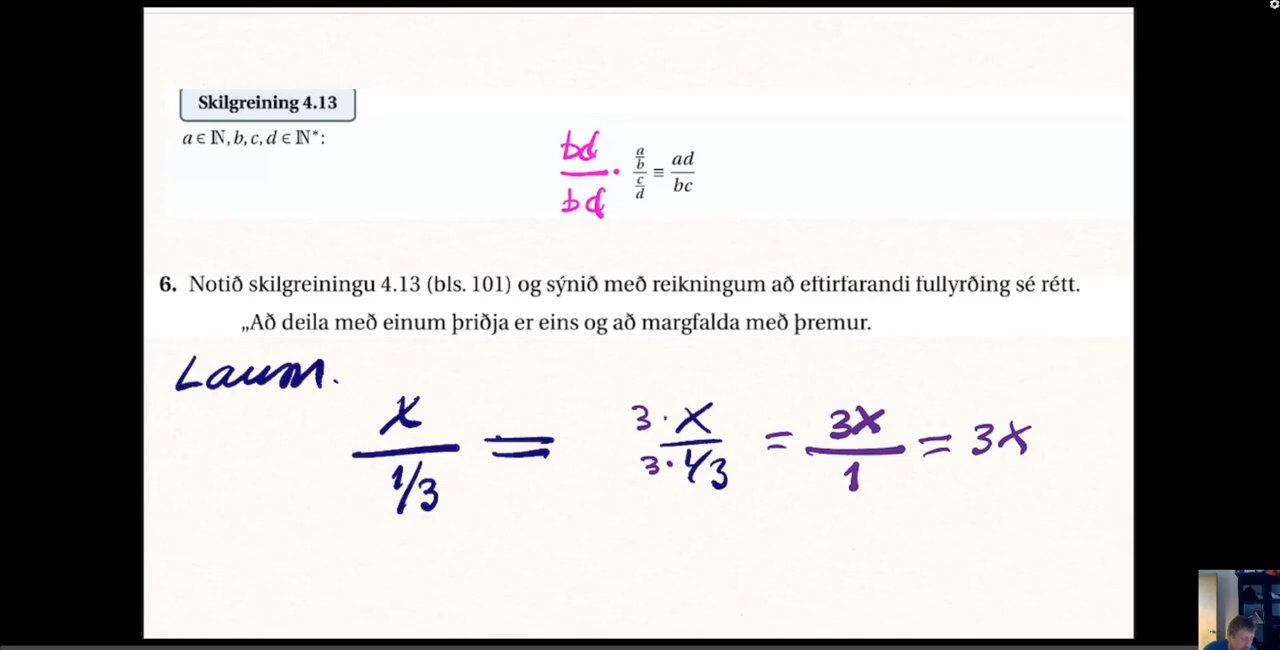 Skilgreining 4.13
a ∈ ℕ, b, c, d ∈ ℕ*:
bd/bd · (a/b)/(c/d) ≡ ad/bc
6. Notið skilgreiningu 4.13 (bls. 101) og sýnið með reikningum að eftirfarandi fullyrðing sé rétt.
„Að deila með einum þriðja er eins og að margfalda með þremur.
Lausn.
x/(1/3) = (3·x)/(3·1/3) = 3x/1 = 3x